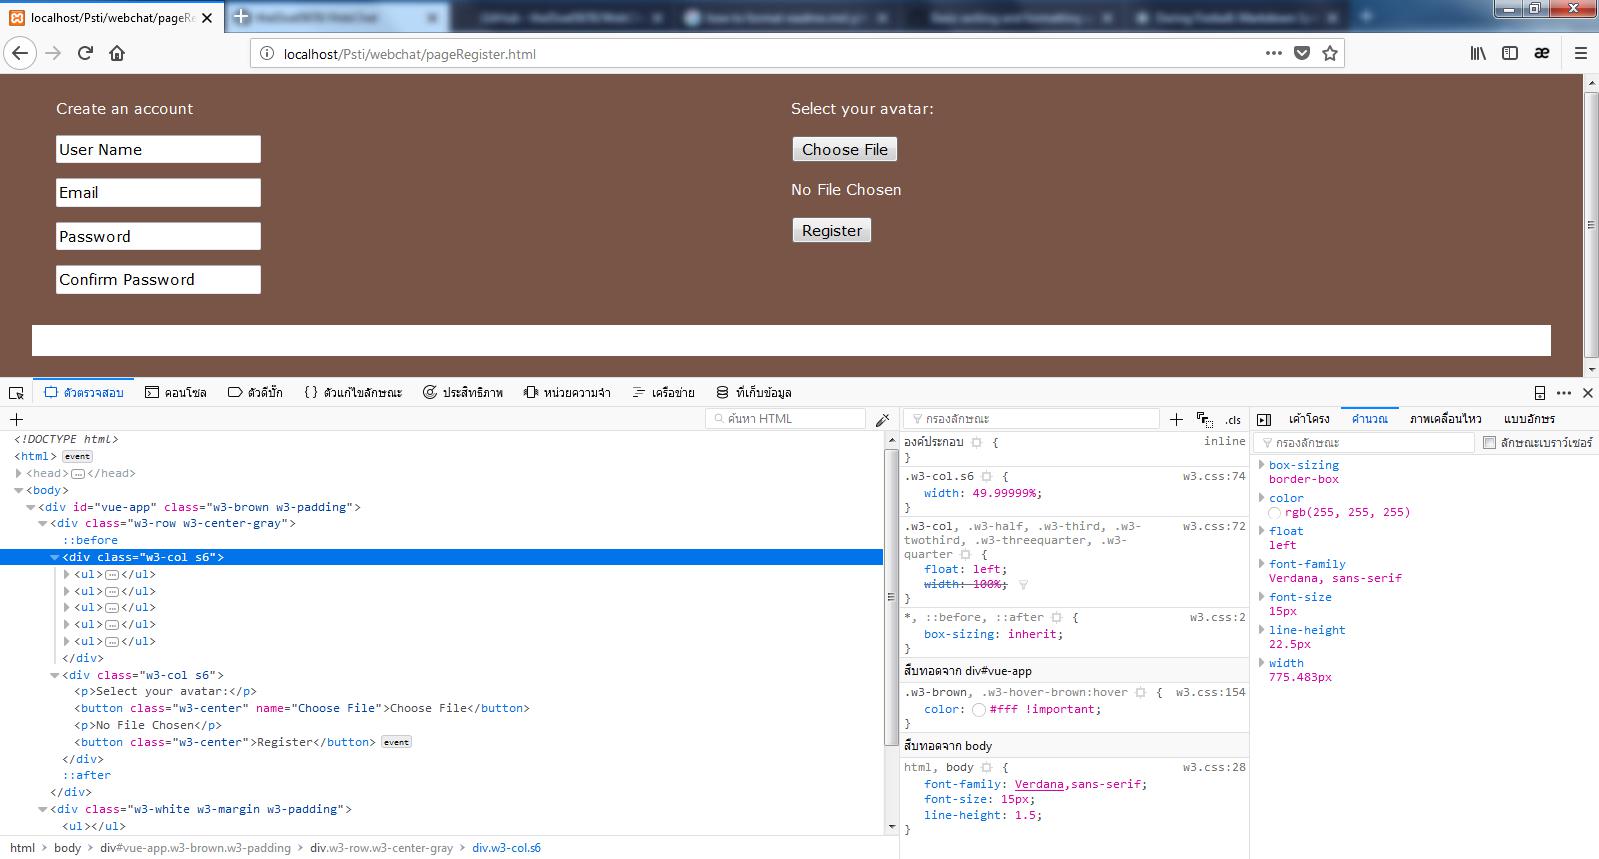 localhost/Psti/webchat/pageRe
localhost/Psti/webchat/pageRegister.html
Create an account
User Name
Email
Password
Confirm Password
Select your avatar:
Choose File
No File Chosen
Register
ตัวตรวจสอบ
คอนโซล
ตัวดีบั๊ก
ตัวแก้ไขลักษณะ
ประสิทธิภาพ
หน่วยความจำ
เครือข่าย
ที่เก็บข้อมูล
ค้นหา HTML
<!DOCTYPE html>
<html> event
<head></head>
<body>
<div id="vue-app" class="w3-brown w3-padding">
<div class="w3-row w3-center-gray">
::before
<div class="w3-col s6">
<ul></ul>
<ul></ul>
<ul></ul>
<ul></ul>
<ul></ul>
</div>
<div class="w3-col s6">
<p>Select your avatar:</p>
<button class="w3-center" name="Choose File">Choose File</button>
<p>No File Chosen</p>
<button class="w3-center">Register</button> event
</div>
::after
</div>
<div class="w3-white w3-margin w3-padding">
<ul></ul>
html > body > div#vue-app.w3-brown.w3-padding > div.w3-row.w3-center-gray > div.w3-col.s6
กรองลักษณะ
.cls
องค์ประกอบ { inline
}
.w3-col.s6 { w3.css:74
width: 49.99999%;
}
.w3-col, .w3-half, .w3-third, .w3- w3.css:72
twothird, .w3-threequarter, .w3-
quarter {
float: left;
width: 100%;
}
*, ::before, ::after { w3.css:2
box-sizing: inherit;
}
สืบทอดจาก div#vue-app
.w3-brown, .w3-hover-brown:hover { w3.css:154
color: #fff !important;
}
สืบทอดจาก body
html, body { w3.css:28
font-family: Verdana,sans-serif;
font-size: 15px;
line-height: 1.5;
}
เค้าโครง
คำนวณ
ภาพเคลื่อนไหว
แบบอักษร
กรองลักษณะ
ลักษณะเบราว์เซอร์
box-sizing
border-box
color
rgb(255, 255, 255)
float
left
font-family
Verdana, sans-serif
font-size
15px
line-height
22.5px
width
775.483px